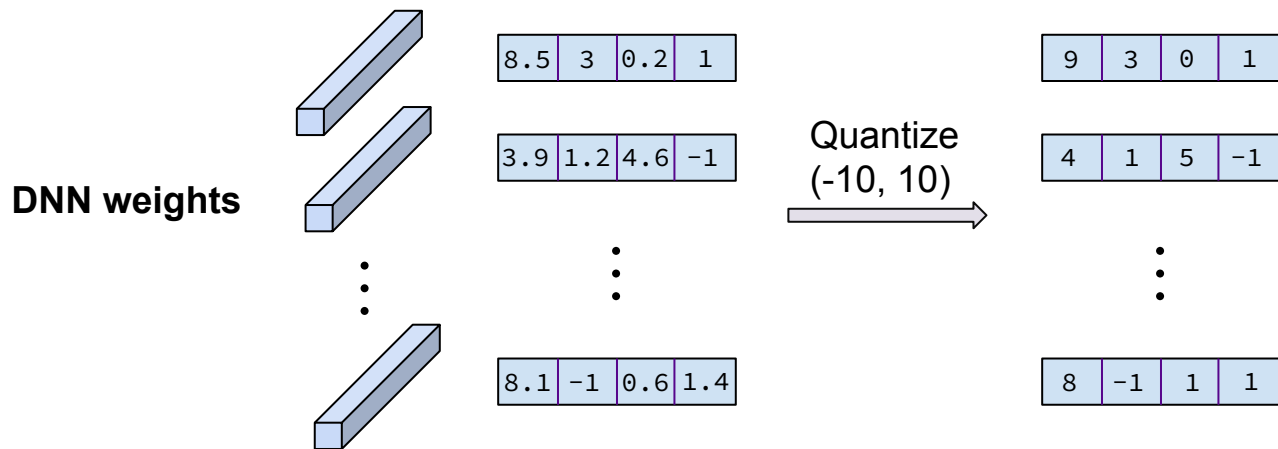 8.5 3 0.2 1
9 3 0 1
3.9 1.2 4.6 -1
Quantize
(-10, 10)
4 1 5 -1
DNN weights
8.1 -1 0.6 1.4
8 -1 1 1